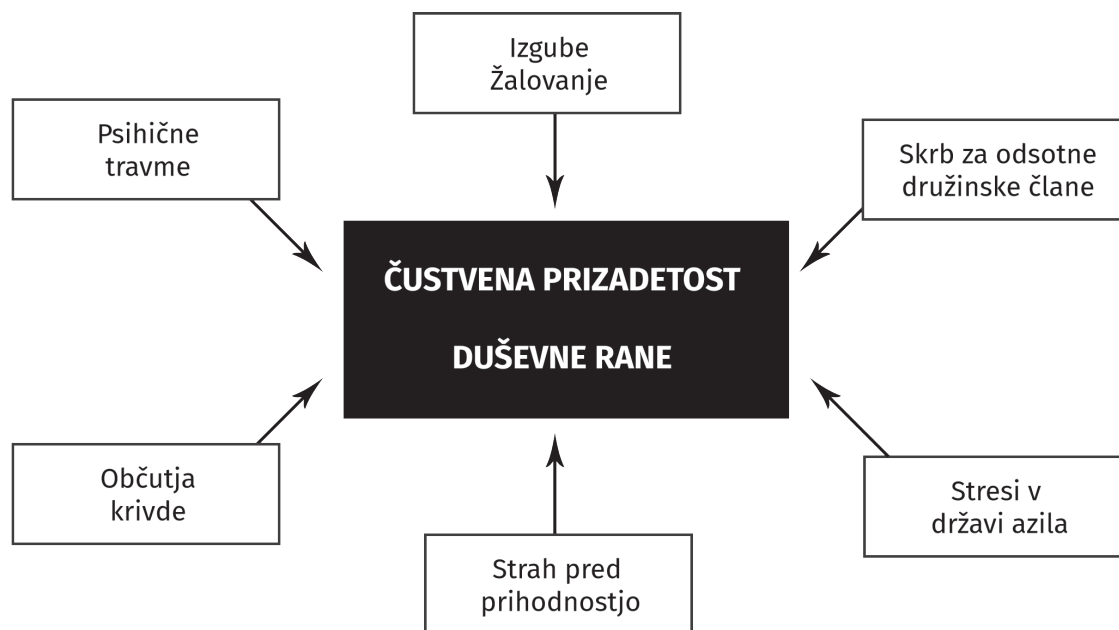 Izgube
Žalovanje
Psihične
travme
Skrb za odsotne
družinske člane
ČUSTVENA PRIZADETOST
DUŠEVNE RANE
Občutja
krivde
Stresi v
državi azila
Strah pred
prihodnostjo